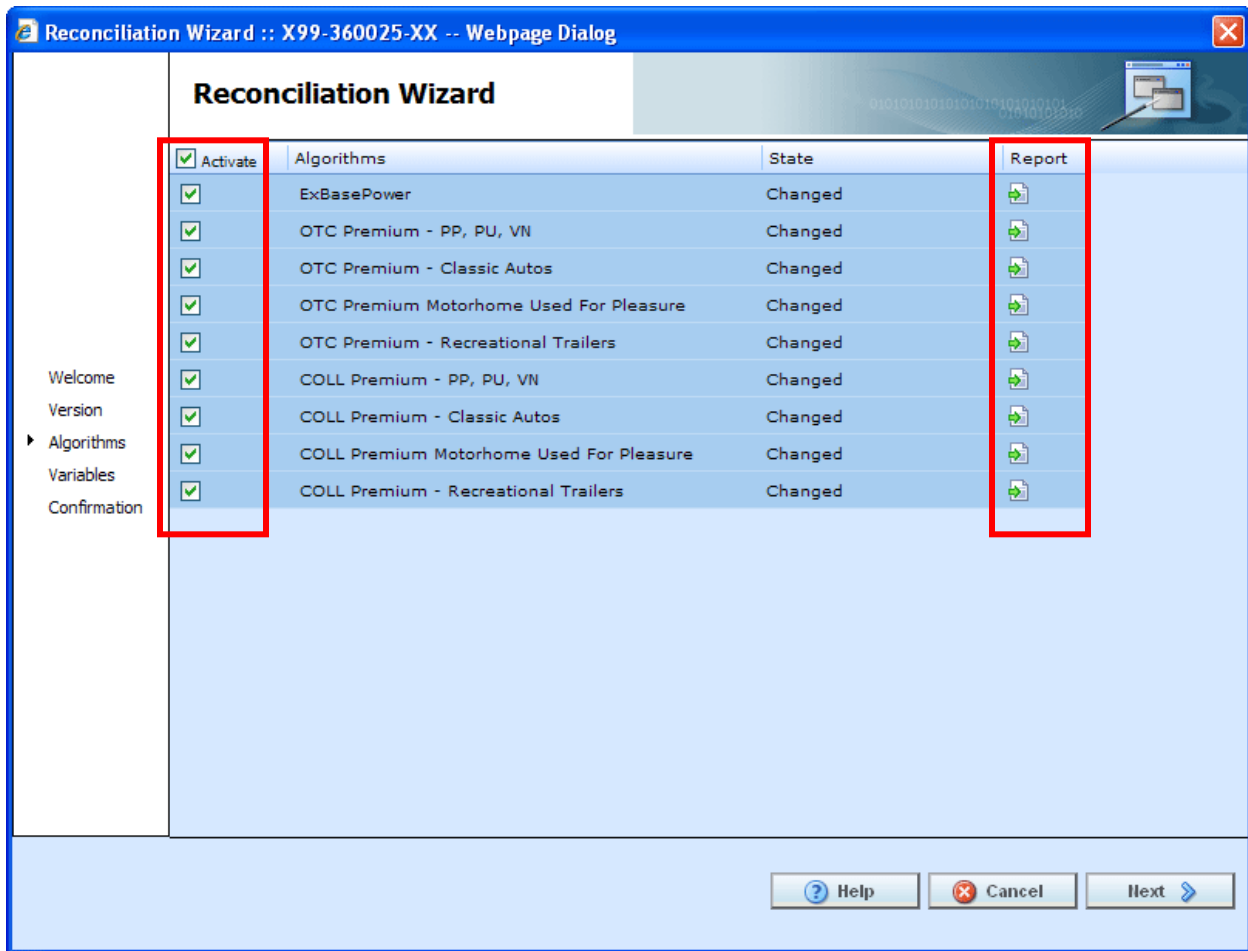 Reconciliation Wizard :: X99-360025-XX -- Webpage Dialog
Reconciliation Wizard
Activate Algorithms State Report
ExBasePower Changed
OTC Premium - PP, PU, VN Changed
OTC Premium - Classic Autos Changed
OTC Premium Motorhome Used For Pleasure Changed
OTC Premium - Recreational Trailers Changed
COLL Premium - PP, PU, VN Changed
COLL Premium - Classic Autos Changed
COLL Premium Motorhome Used For Pleasure Changed
COLL Premium - Recreational Trailers Changed
Welcome
Version
Algorithms
Variables
Confirmation
Help Cancel Next